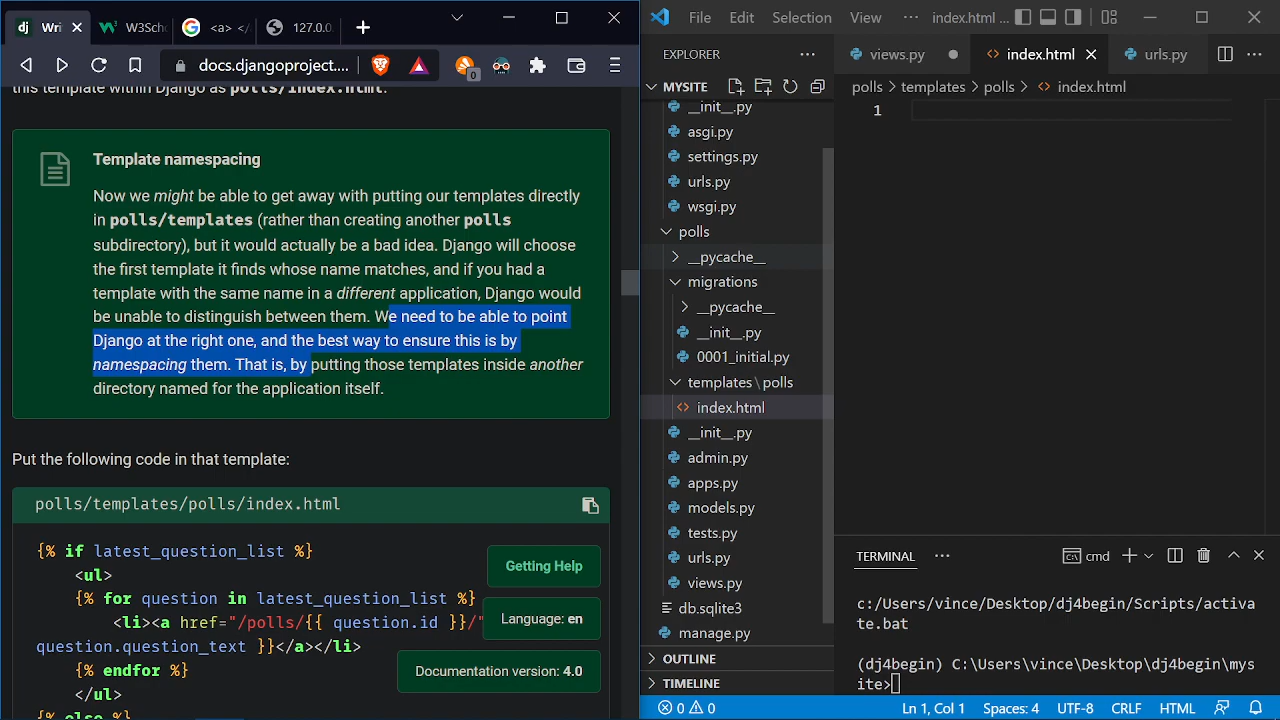 Wri
W3Sch
<a> </
127.0.0.
docs.djangoproject....
0
this template within Django as polls/index.html.
Template namespacing
Now we might be able to get away with putting our templates directly
in polls/templates (rather than creating another polls
subdirectory), but it would actually be a bad idea. Django will choose
the first template it finds whose name matches, and if you had a
template with the same name in a different application, Django would
be unable to distinguish between them. We need to be able to point
Django at the right one, and the best way to ensure this is by
namespacing them. That is, by putting those templates inside another
directory named for the application itself.
Put the following code in that template:
polls/templates/polls/index.html
{% if latest_question_list %}
<ul>
{% for question in latest_question_list %}
<li><a href="/polls/{{ question.id }}/"
question.question_text }}</a></li>
{% endfor %}
</ul>
{% else %}
Getting Help
Language: en
Documentation version: 4.0
File Edit Selection View ··· index.html ...
EXPLORER
MYSITE
__init__.py
asgi.py
settings.py
urls.py
wsgi.py
polls
__pycache__
migrations
__pycache__
__init__.py
0001_initial.py
templates \ polls
index.html
__init__.py
admin.py
apps.py
models.py
tests.py
urls.py
views.py
db.sqlite3
manage.py
OUTLINE
TIMELINE
views.py
index.html
urls.py
polls > templates > polls > index.html
1
TERMINAL
cmd
c:/Users/vince/Desktop/dj4begin/Scripts/activa
te.bat
(dj4begin) C:\Users\vince\Desktop\dj4begin\mys
ite>
0 0
Ln 1, Col 1 Spaces: 4 UTF-8 CRLF HTML